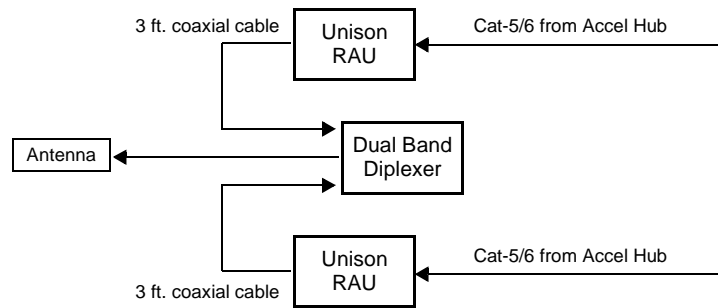 3 ft. coaxial cable
Unison
RAU
Cat-5/6 from Accel Hub
Antenna
Dual Band
Diplexer
Unison
RAU
Cat-5/6 from Accel Hub
3 ft. coaxial cable